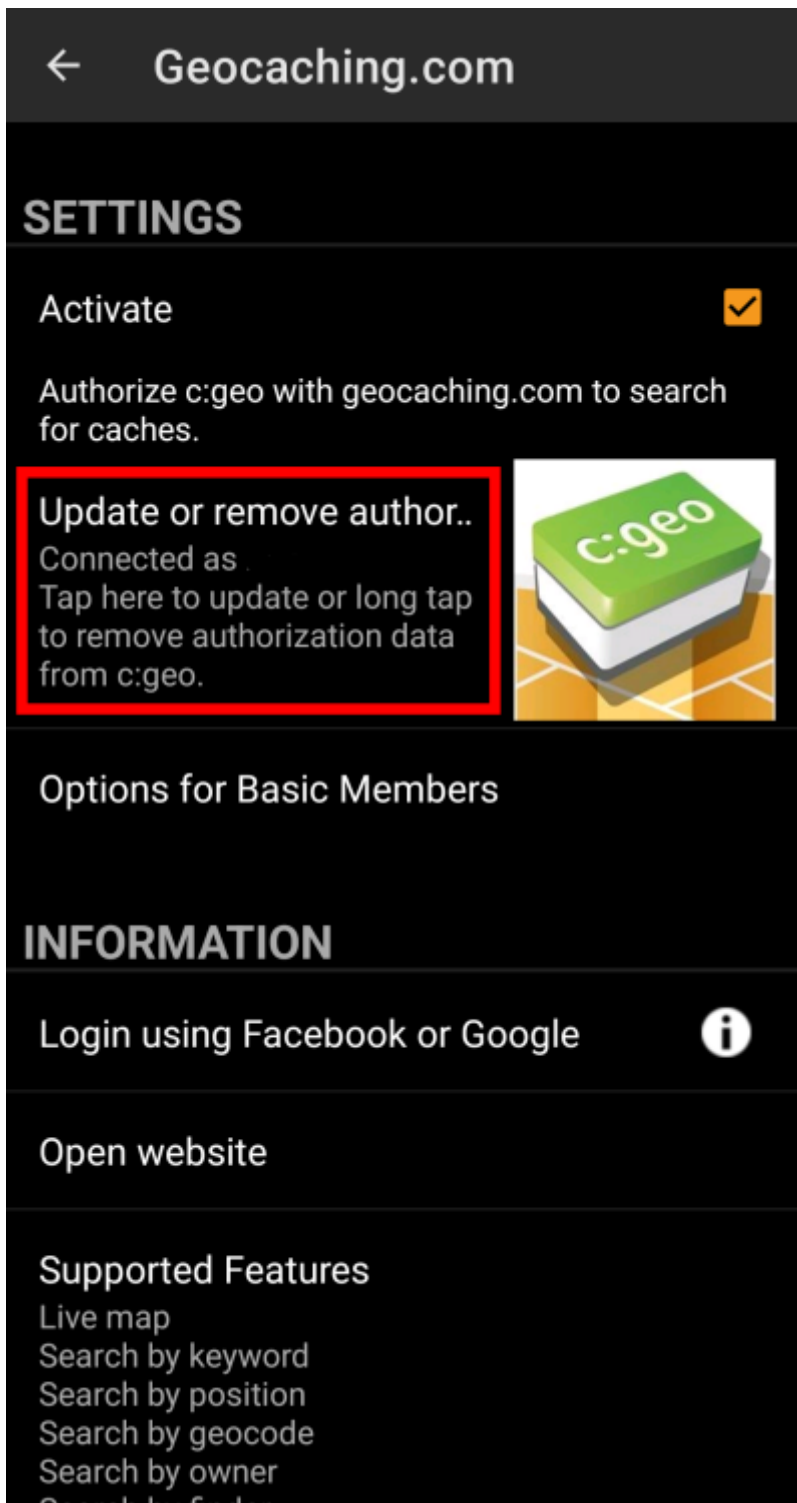 Geocaching.com
SETTINGS
Activate
Authorize c:geo with geocaching.com to search
for caches.
Update or remove author..
Connected as
Tap here to update or long tap
to remove authorization data
from c:geo.
c:geo
Options for Basic Members
INFORMATION
Login using Facebook or Google
Open website
Supported Features
Live map
Search by keyword
Search by position
Search by geocode
Search by owner